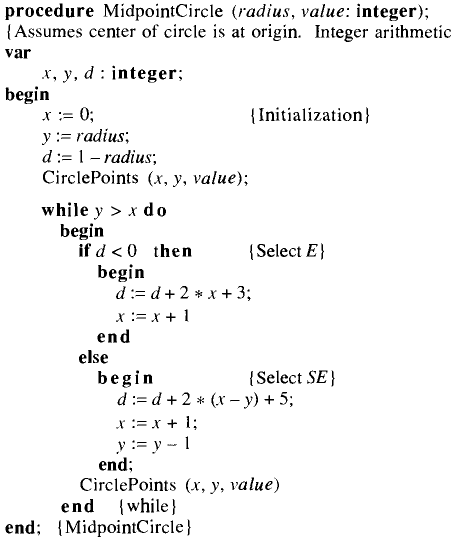 procedure MidpointCircle (radius, value: integer);
{Assumes center of circle is at origin. Integer arithmetic
var
x, y, d : integer;
begin
x := 0; {Initialization}
y := radius;
d := 1 – radius;
CirclePoints (x, y, value);
while y > x do
begin
if d < 0 then {Select E}
begin
d := d + 2 * x + 3;
x := x + 1
end
else
begin {Select SE}
d := d + 2 * (x – y) + 5;
x := x + 1;
y := y – 1
end;
CirclePoints (x, y, value)
end {while}
end; {MidpointCircle}